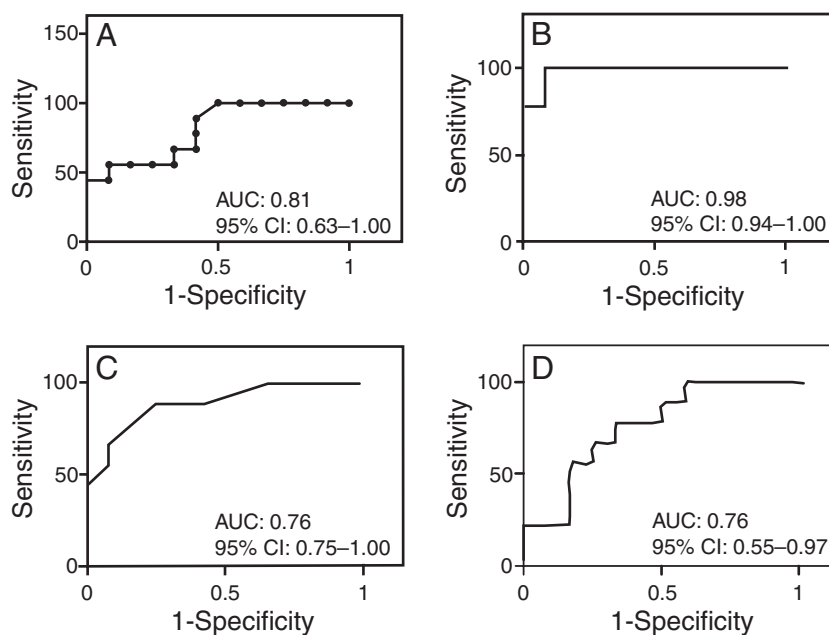 A
150
100
50
0
Sensitivity
AUC: 0.81
95% CI: 0.63–1.00
0 0.5 1
1-Specificity
B
100
50
0
Sensitivity
AUC: 0.98
95% CI: 0.94–1.00
0 0.5 1
1-Specificity
C
100
50
0
Sensitivity
AUC: 0.76
95% CI: 0.75–1.00
0 0.5 1
1-Specificity
D
100
50
0
Sensitivity
AUC: 0.76
95% CI: 0.55–0.97
0 0.5 1
1-Specificity